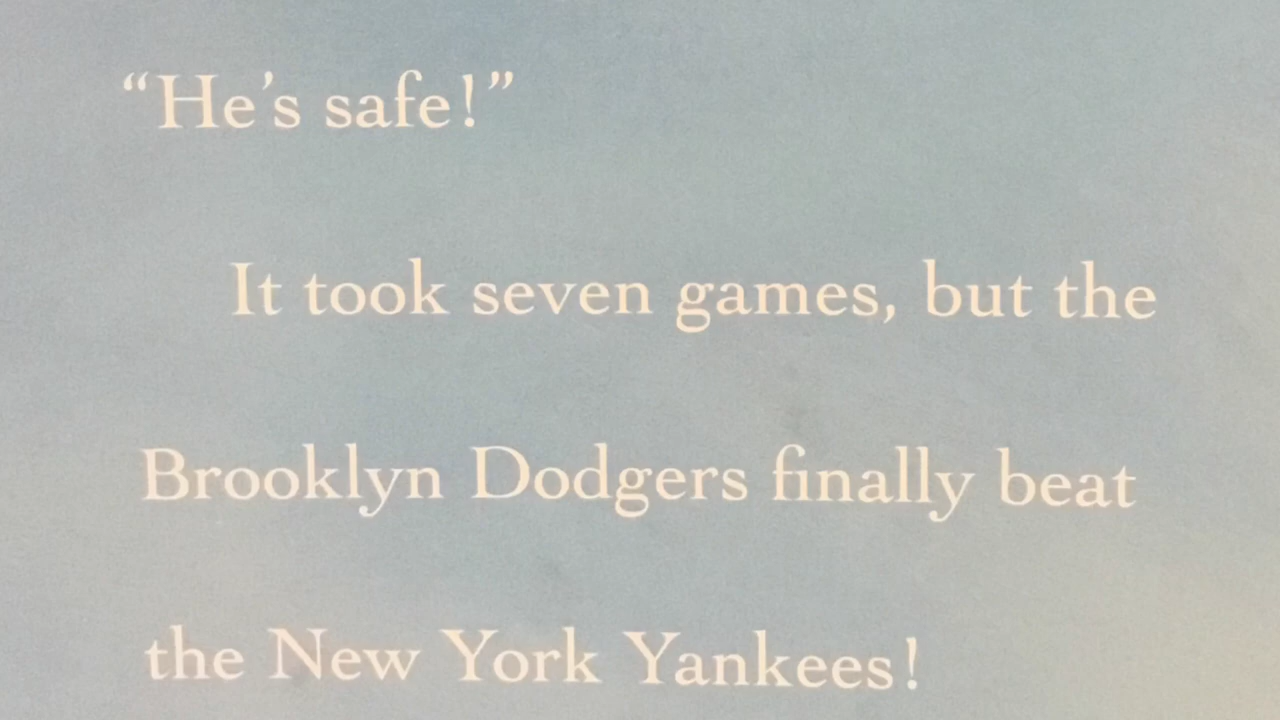 “He’s safe!”
It took seven games, but the
Brooklyn Dodgers finally beat
the New York Yankees!